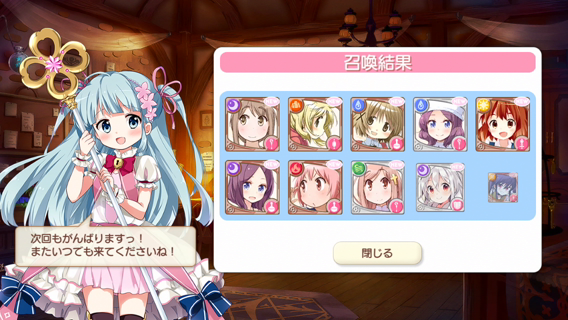 召喚結果
次回もがんばりますっ！
またいつでも来てくださいね！
閉じる